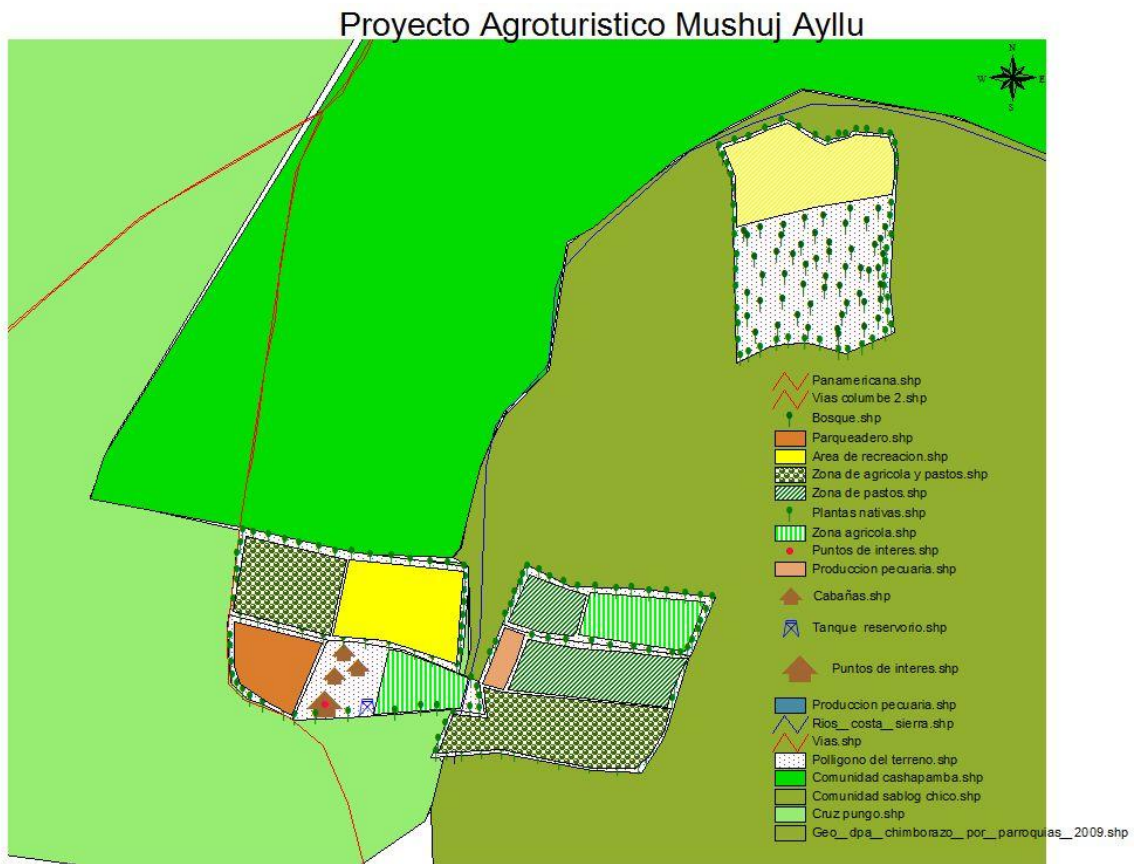 Proyecto Agroturistico Mushuj Ayllu
N
W E
S
Panamericana.shp
Vias columbe 2.shp
Bosque.shp
Parqueadero.shp
Area de recreacion.shp
Zona de agricola y pastos.shp
Zona de pastos.shp
Plantas nativas.shp
Zona agricola.shp
Puntos de interes.shp
Produccion pecuaria.shp
Cabañas.shp
Tanque reservorio.shp
Puntos de interes.shp
Produccion pecuaria.shp
Rios__costa__sierra.shp
Vias.shp
Polligono del terreno.shp
Comunidad cashapamba.shp
Comunidad sablog chico.shp
Cruz pungo.shp
Geo__dpa__chimborazo__por__parroquias__2009.shp